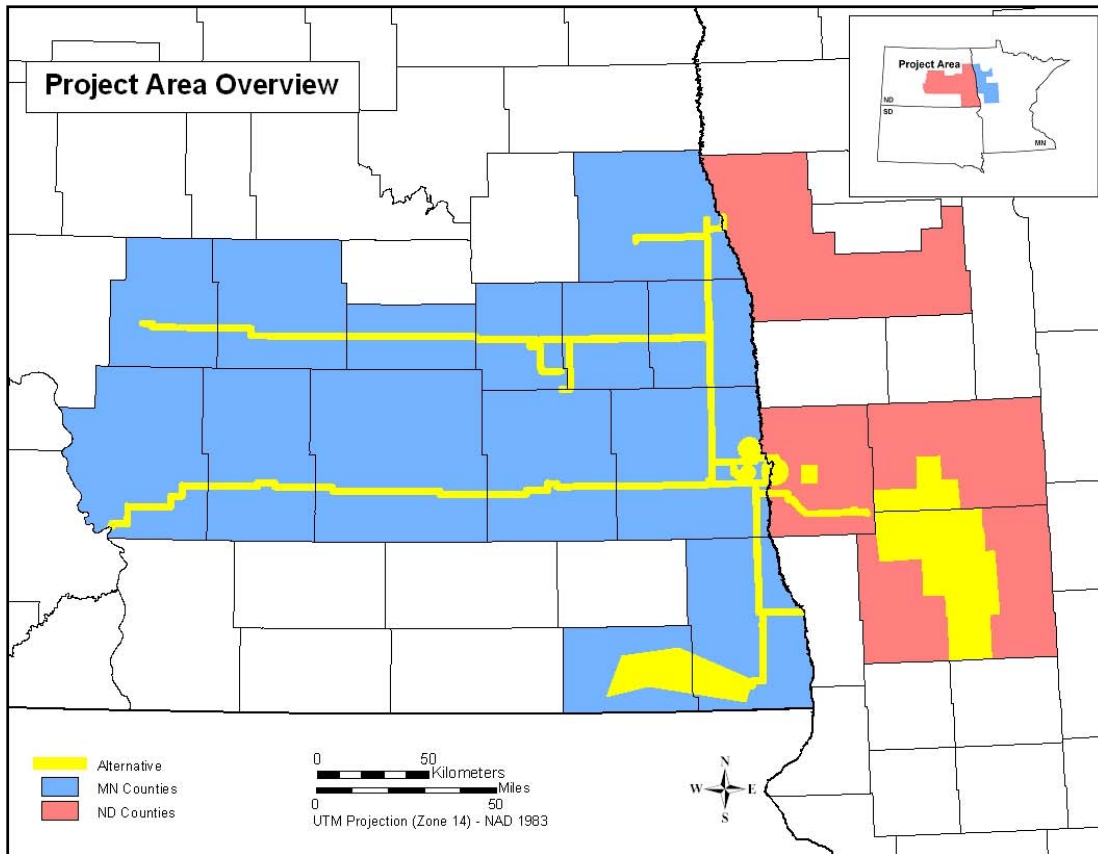 Project Area Overview
Project Area
ND
SD
MN
Alternative
MN Counties
ND Counties
0 50
Kilometers
Miles
0 50
UTM Projection (Zone 14) - NAD 1983
N
W E
S